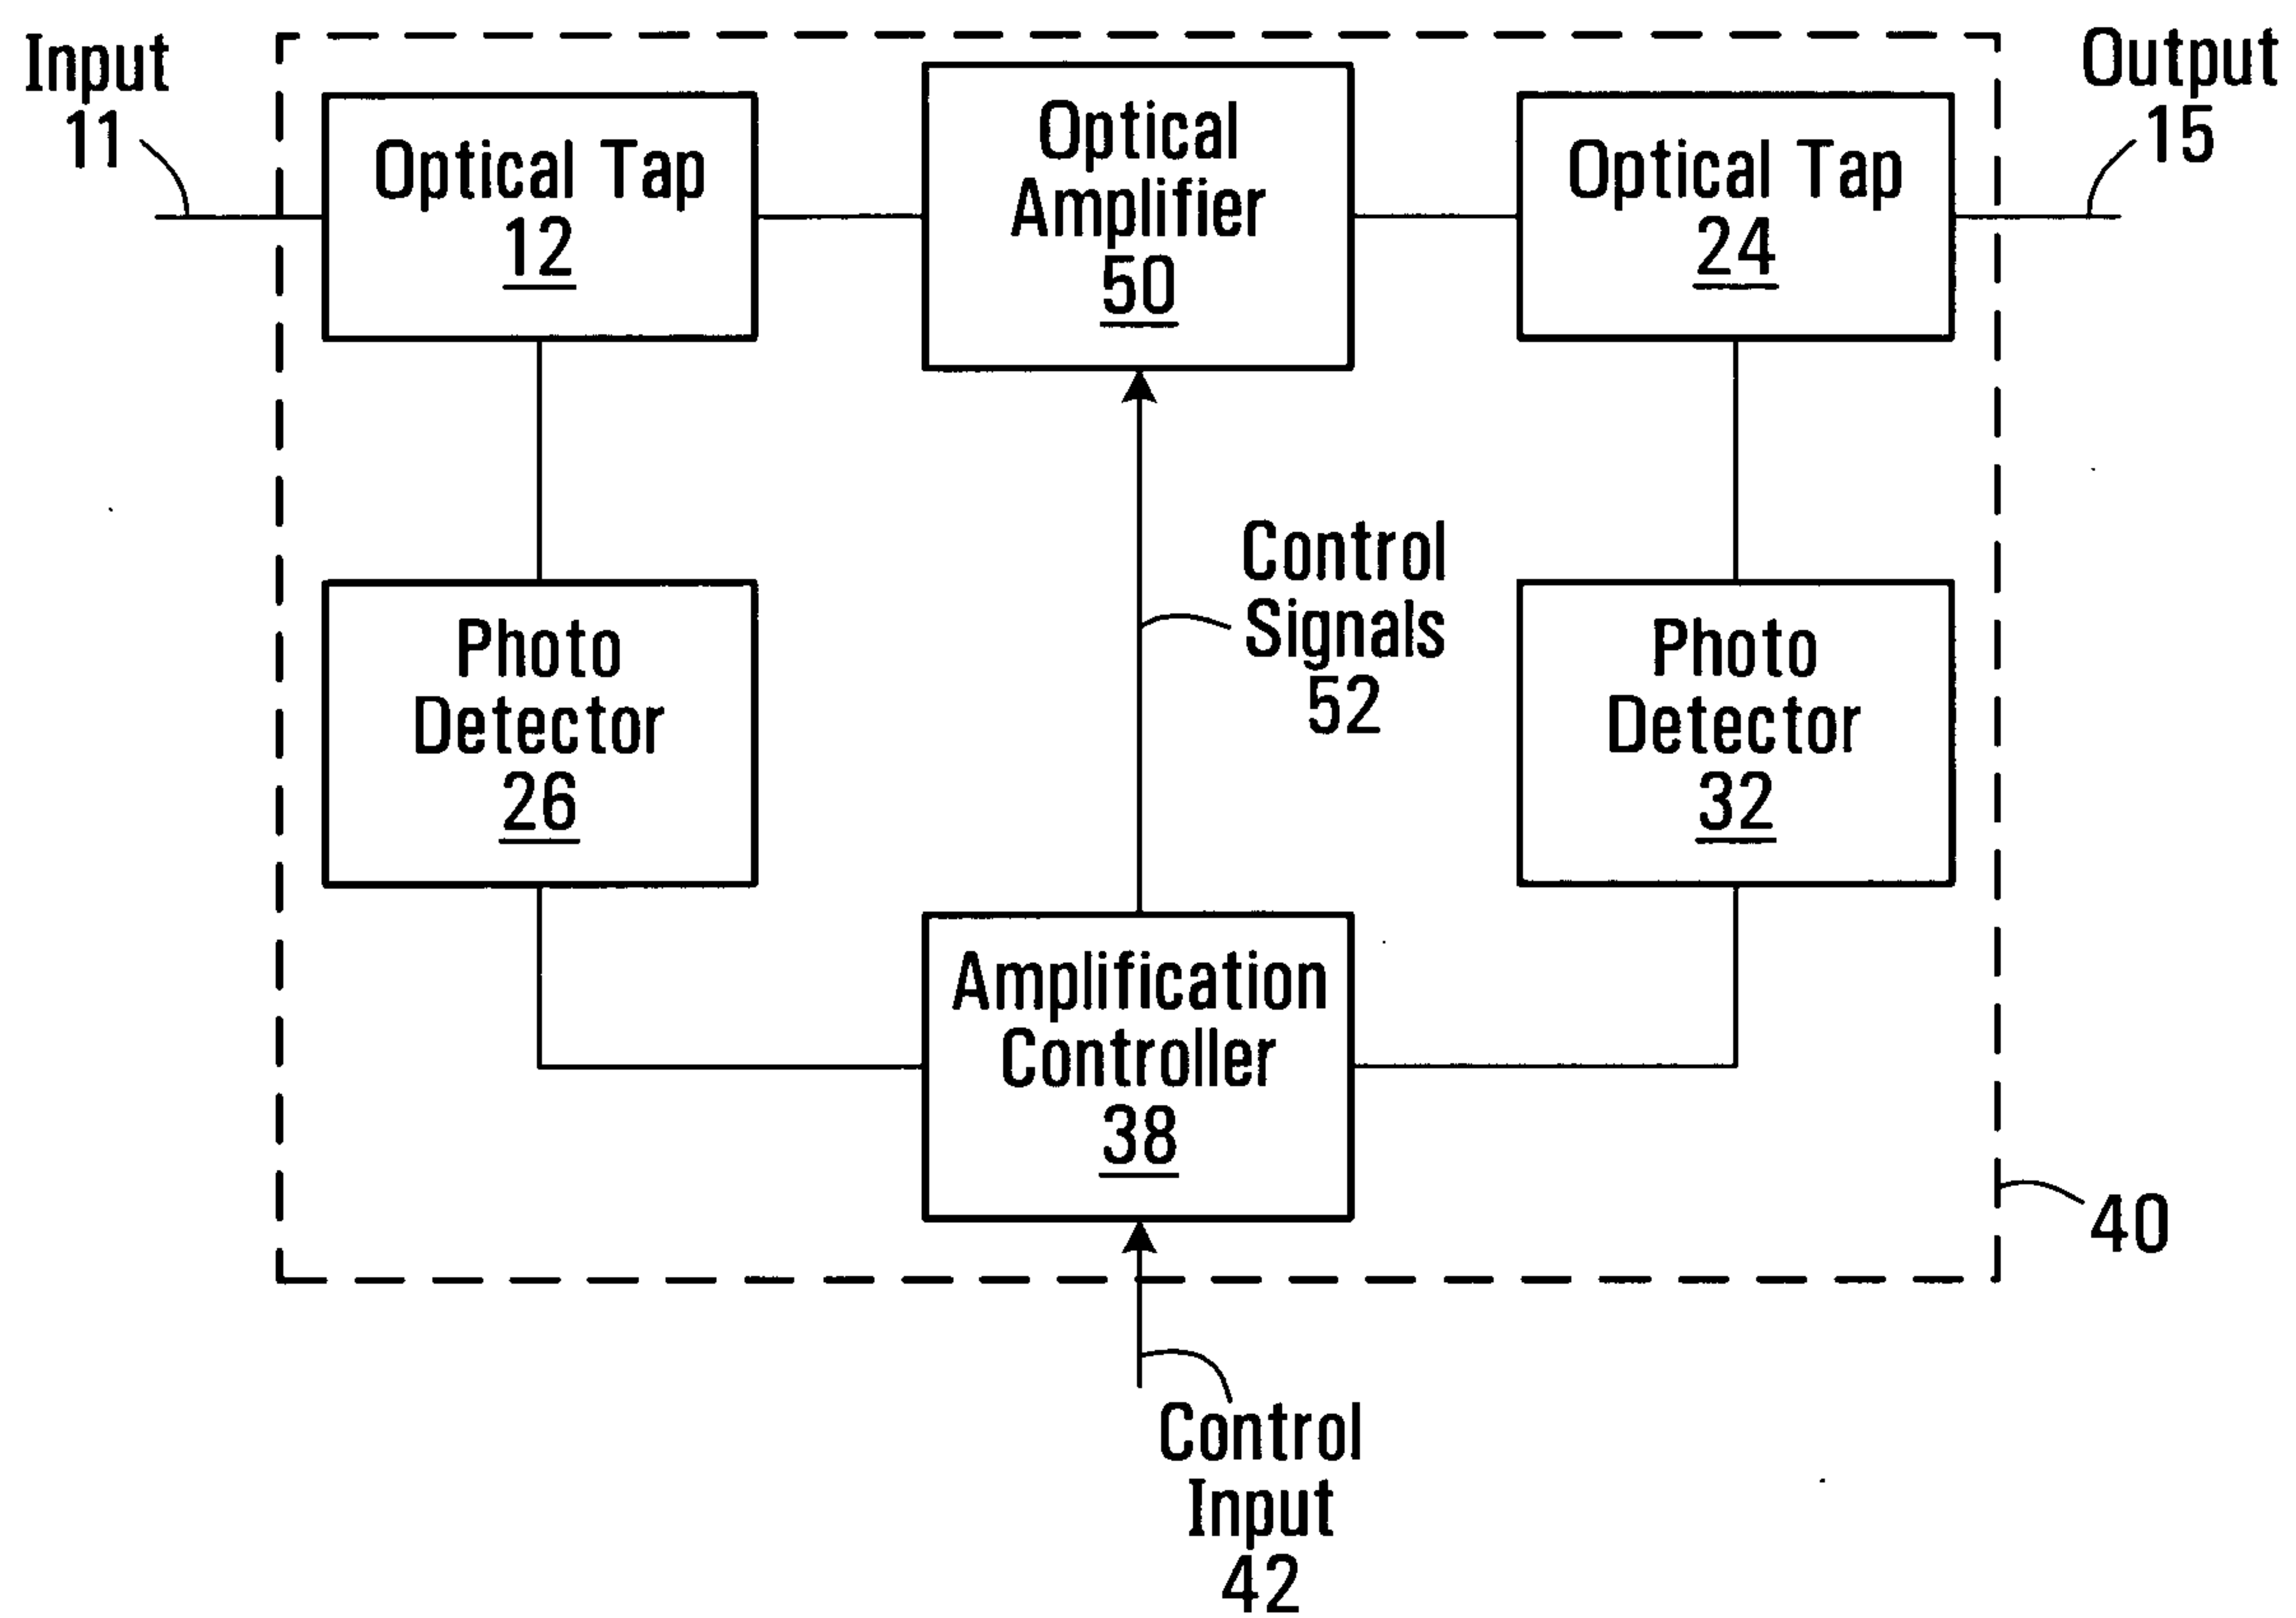 Input
11
Output
15
Optical Tap
12
Optical
Amplifier
50
Optical Tap
24
Control
Signals
52
Photo
Detector
26
Photo
Detector
32
Amplification
Controller
38
40
Control
Input
42